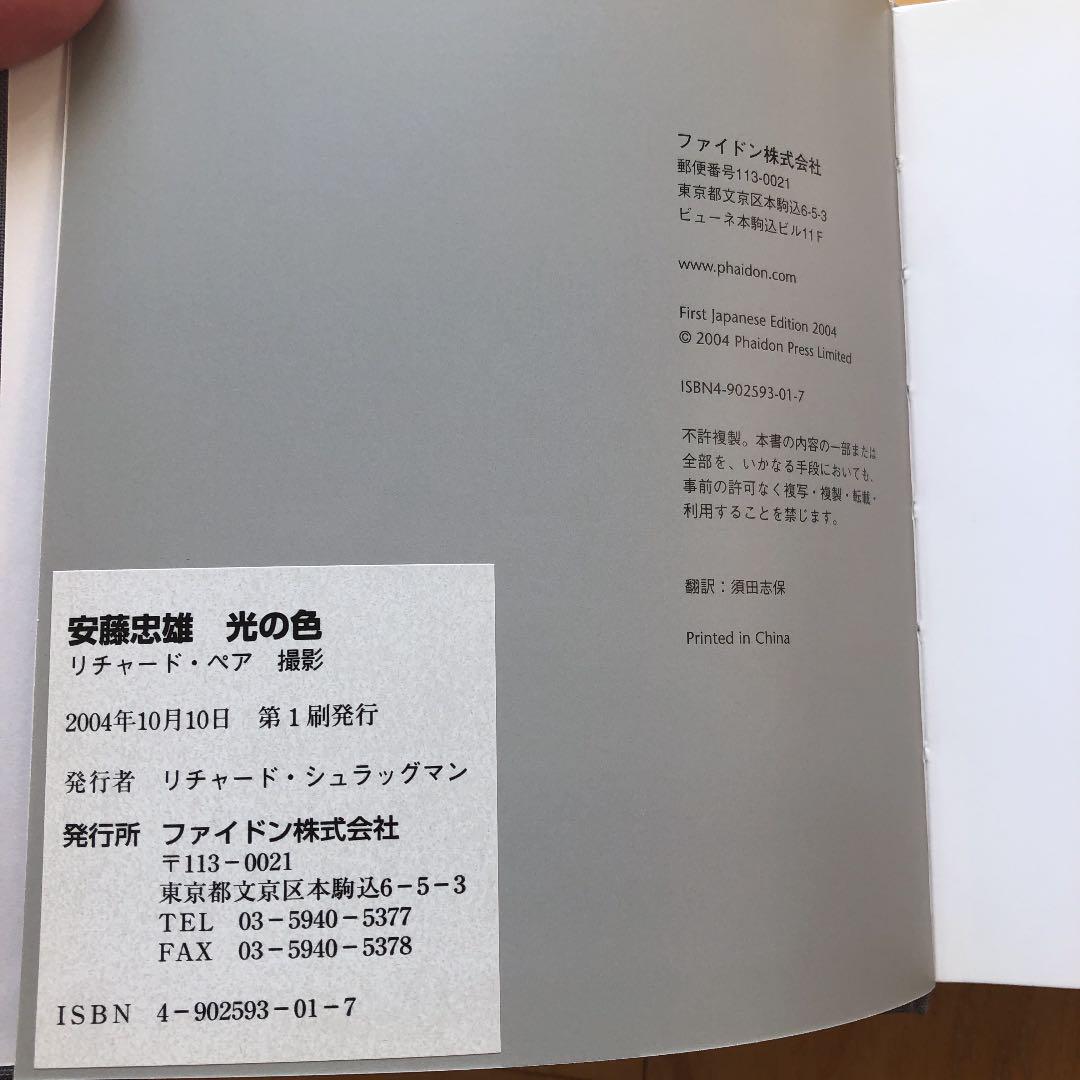 ファイドン株式会社
郵便番号113-0021
東京都文京区本駒込6-5-3
ビューネ本駒込ビル11F
www.phaidon.com
First Japanese Edition 2004
© 2004 Phaidon Press Limited
ISBN4-902593-01-7
不許複製。本書の内容の一部または
全部を、いかなる手段においても、
事前の許可なく複写・複製・転載・
利用することを禁じます。
翻訳：須田志保
Printed in China
安藤忠雄　光の色
リチャード・ペア　撮影
2004年10月10日　第1刷発行
発行者　リチャード・シュラッグマン
発行所　ファイドン株式会社
〒113－0021
東京都文京区本駒込6－5－3
TEL　03－5940－5377
FAX　03－5940－5378
ISBN　4－902593－01－7